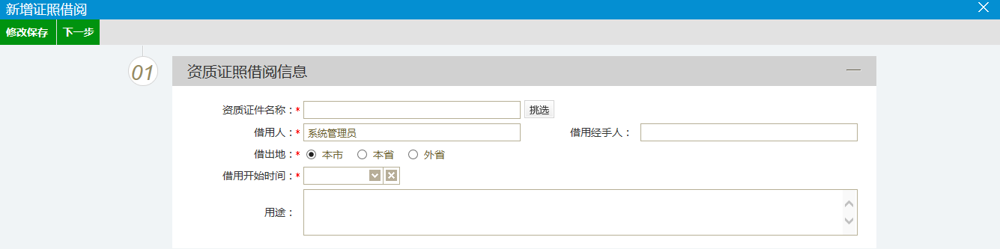 新增证照借阅
修改保存 下一步
01 资质证照借阅信息
资质证件名称：* 挑选
借用人：* 系统管理员 借用经手人：
借出地：* 本市 本省 外省
借用开始时间：*
用途：